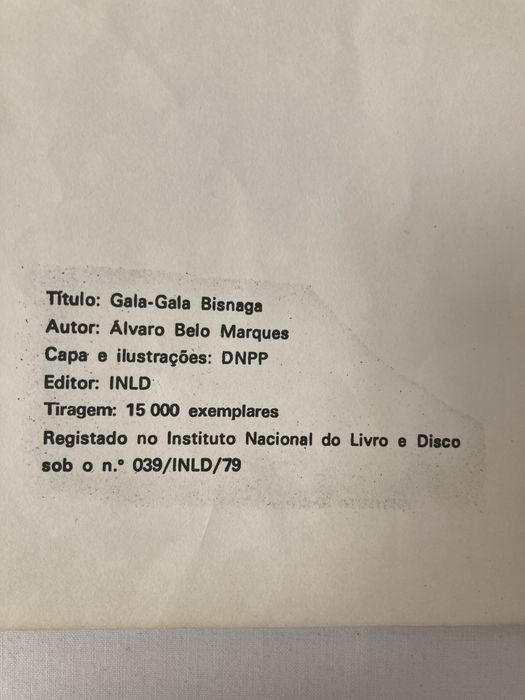 Título: Gala-Gala Bisnaga
Autor: Álvaro Belo Marques
Capa e ilustrações: DNPP
Editor: INLD
Tiragem: 15 000 exemplares
Registado no Instituto Nacional do Livro e Disco
sob o n.º 039/INLD/79